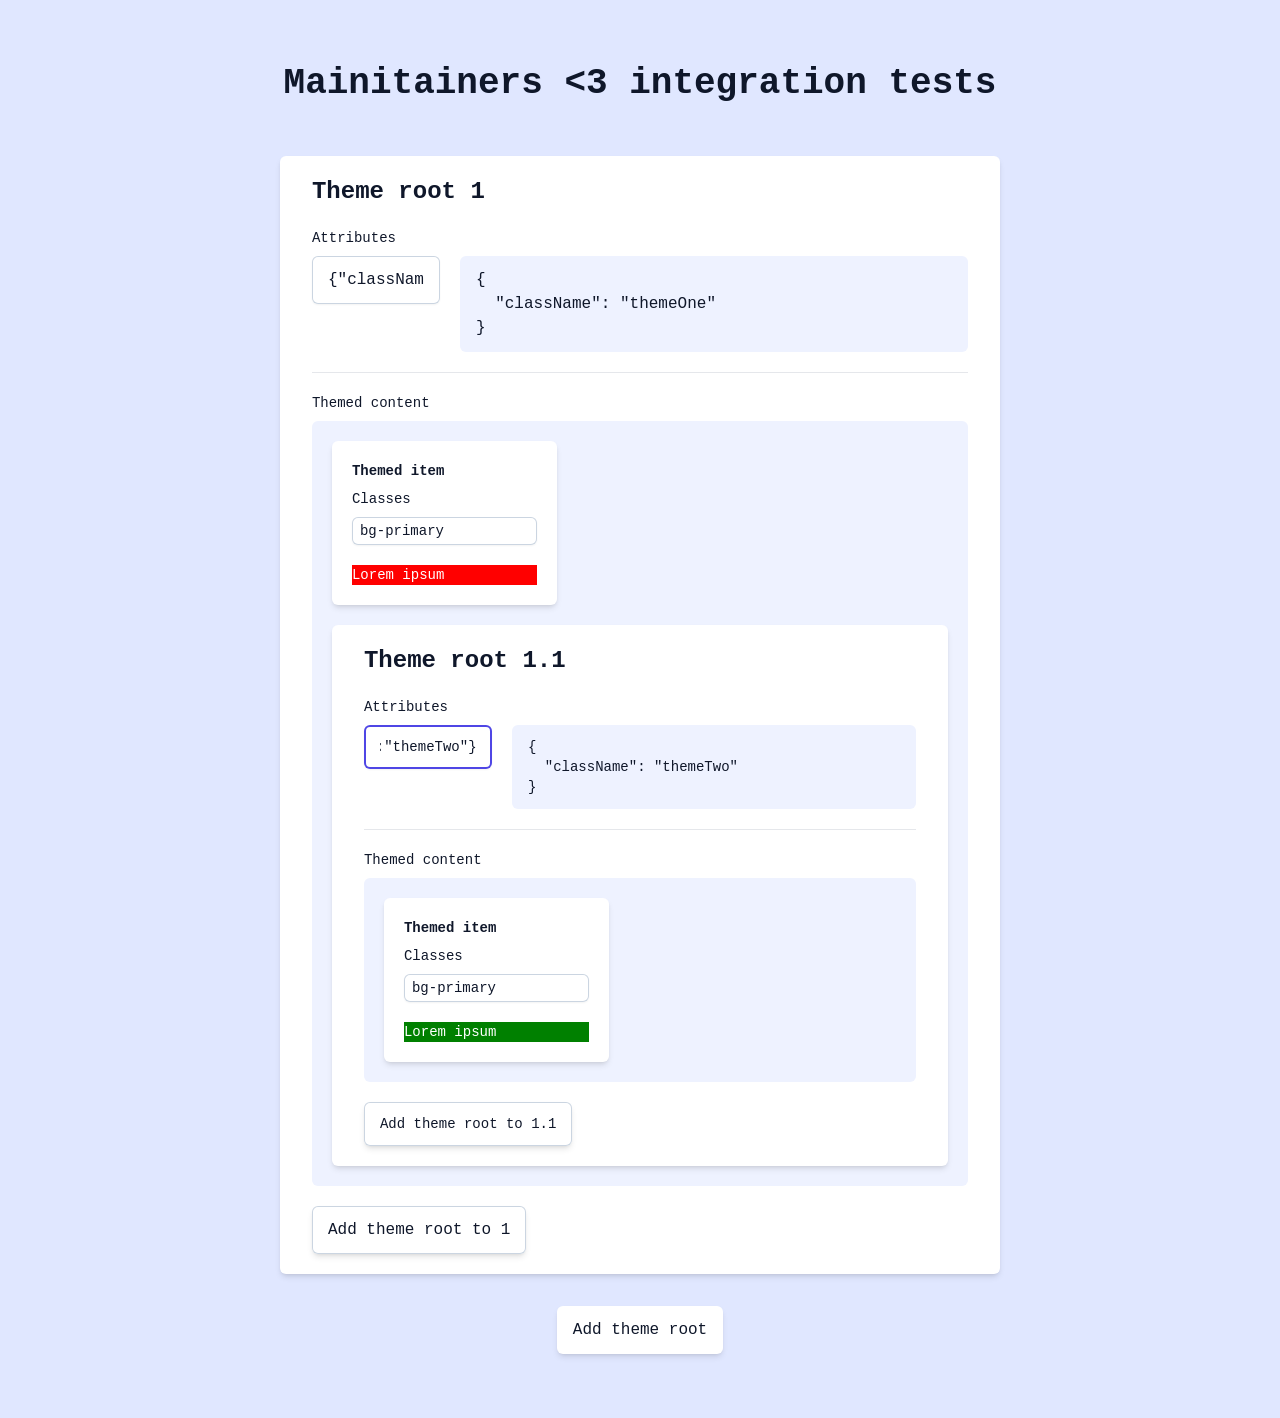 Mainitainers <3 integration tests
Theme root 1
Attributes
{"classNam
{
"className": "themeOne"
}
Themed content
Themed item
Classes
bg-primary
Lorem ipsum
Theme root 1.1
Attributes
:"themeTwo"}
{
"className": "themeTwo"
}
Themed content
Themed item
Classes
bg-primary
Lorem ipsum
Add theme root to 1.1
Add theme root to 1
Add theme root